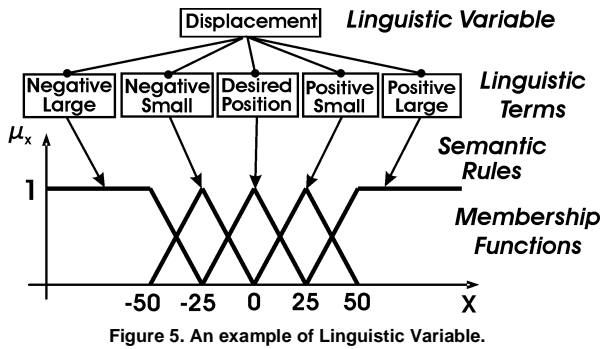 Displacement
Linguistic Variable
Negative Large
Negative Small
Desired Position
Positive Small
Positive Large
Linguistic
Terms
μx
Semantic
Rules
1
Membership
Functions
-50 -25 0 25 50 X
Figure 5. An example of Linguistic Variable.